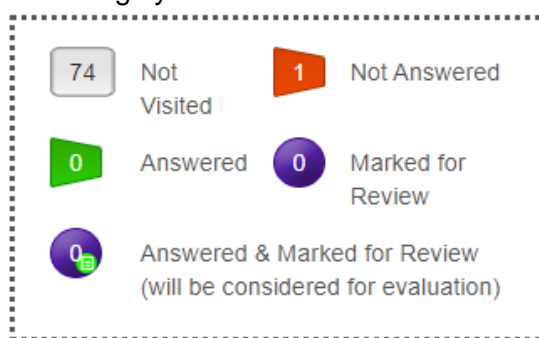 74 Not Visited
1 Not Answered
0 Answered
0 Marked for Review
0 Answered & Marked for Review
(will be considered for evaluation)